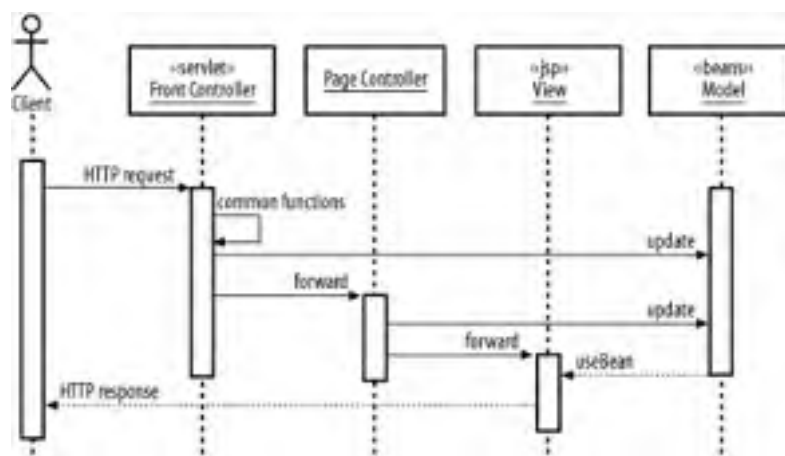 «servlet»
Front Controller
Page Controller
«jsp»
View
«beans»
Model
Client
HTTP request
common functions
update
forward
update
forward
useBean
HTTP response